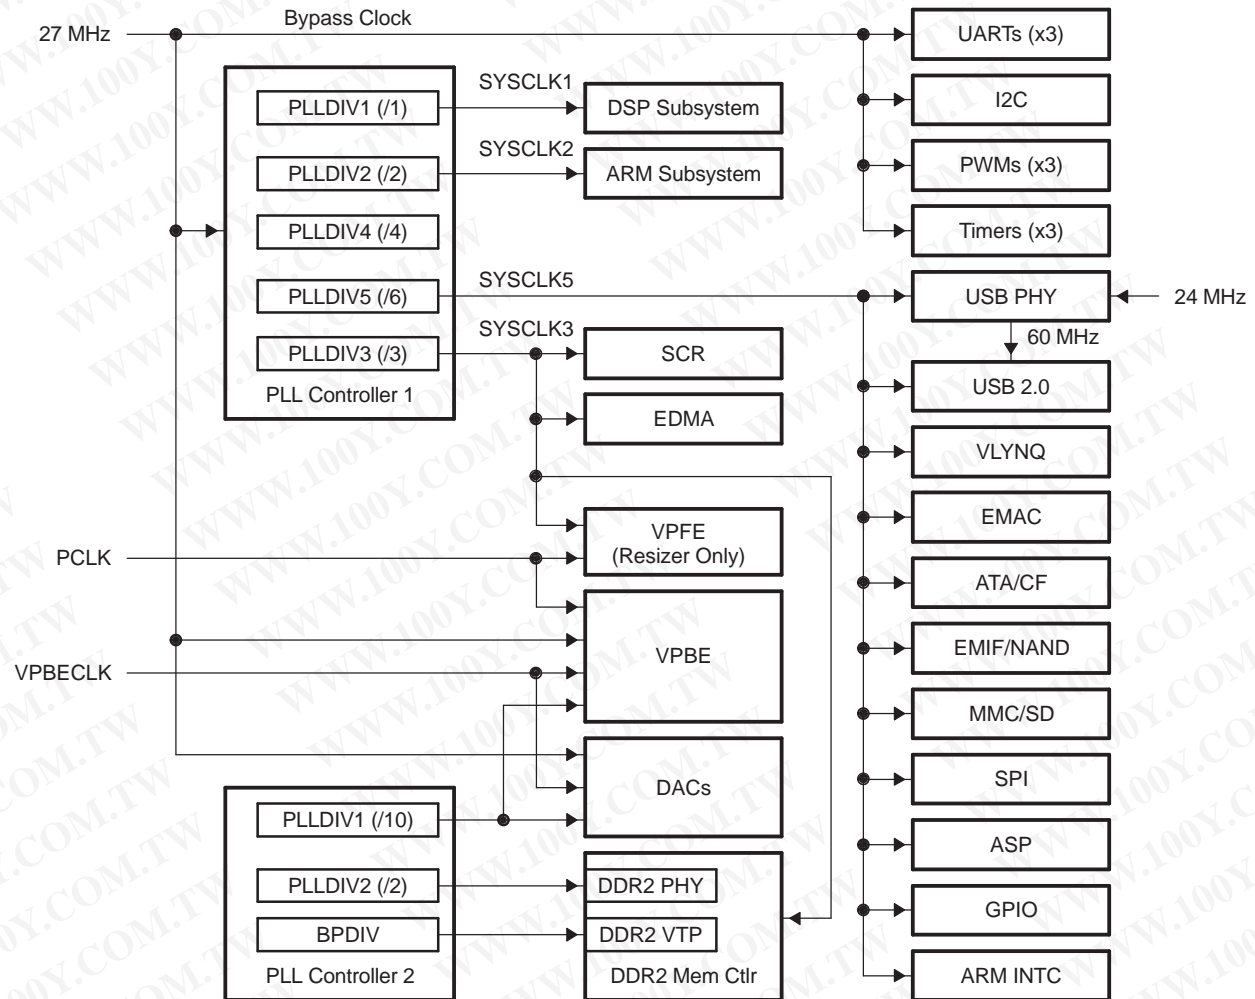 Bypass Clock
27 MHz
UARTs (x3)
SYSCLK1
PLLDIV1 (/1)
DSP Subsystem
I2C
SYSCLK2
PLLDIV2 (/2)
ARM Subsystem
PWMs (x3)
PLLDIV4 (/4)
Timers (x3)
SYSCLK5
PLLDIV5 (/6)
USB PHY
24 MHz
SYSCLK3
60 MHz
PLLDIV3 (/3)
SCR
PLL Controller 1
USB 2.0
EDMA
VLYNQ
EMAC
VPFE
(Resizer Only)
PCLK
ATA/CF
VPBE
EMIF/NAND
VPBECLK
MMC/SD
DACs
SPI
PLLDIV1 (/10)
ASP
PLLDIV2 (/2)
DDR2 PHY
GPIO
BPDIV
DDR2 VTP
PLL Controller 2
DDR2 Mem Ctlr
ARM INTC
WWW.100Y.COM.TW